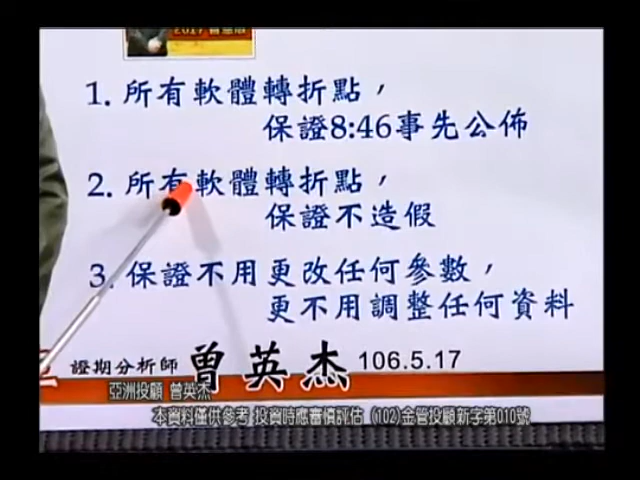 2017
1. 所有軟體轉折點，
保證8:46事先公佈
2. 所有軟體轉折點，
保證不造假
3. 保證不用更改任何參數，
更不用調整任何資料
證期分析師 曾英杰 106.5.17
亞洲投顧 曾英杰
本資料僅供參考 投資時應審慎評估 (102)金管投顧新字第010號